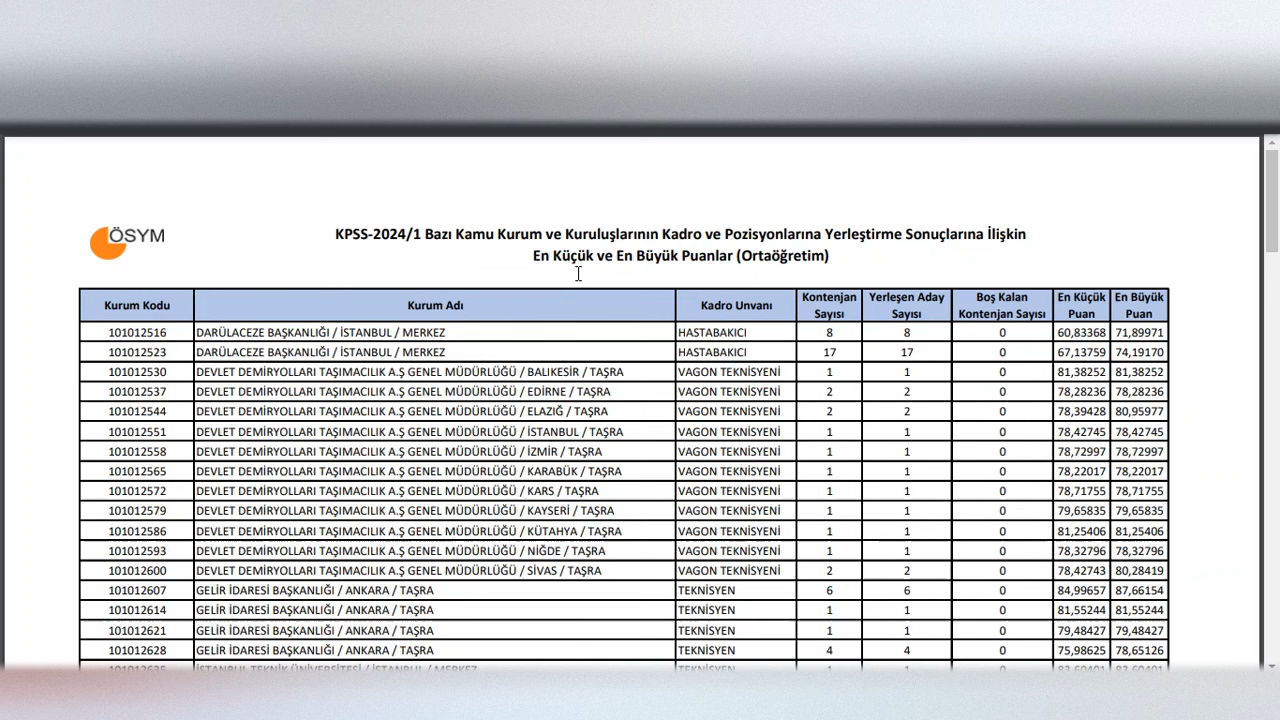 ÖSYM
KPSS-2024/1 Bazı Kamu Kurum ve Kuruluşlarının Kadro ve Pozisyonlarına Yerleştirme Sonuçlarına İlişkin
En Küçük ve En Büyük Puanlar (Ortaöğretim)
Kurum Kodu Kurum Adı Kadro Unvanı Kontenjan Sayısı Yerleşen Aday Sayısı Boş Kalan Kontenjan Sayısı En Küçük Puan En Büyük Puan
101012516 DARÜLACEZE BAŞKANLIĞI / İSTANBUL / MERKEZ HASTABAKICI 8 8 0 60,83368 71,89971
101012523 DARÜLACEZE BAŞKANLIĞI / İSTANBUL / MERKEZ HASTABAKICI 17 17 0 67,13759 74,19170
101012530 DEVLET DEMİRYOLLARI TAŞIMACILIK A.Ş GENEL MÜDÜRLÜĞÜ / BALIKESİR / TAŞRA VAGON TEKNİSYENİ 1 1 0 81,38252 81,38252
101012537 DEVLET DEMİRYOLLARI TAŞIMACILIK A.Ş GENEL MÜDÜRLÜĞÜ / EDİRNE / TAŞRA VAGON TEKNİSYENİ 2 2 0 78,28236 78,28236
101012544 DEVLET DEMİRYOLLARI TAŞIMACILIK A.Ş GENEL MÜDÜRLÜĞÜ / ELAZIĞ / TAŞRA VAGON TEKNİSYENİ 2 2 0 78,39428 80,95977
101012551 DEVLET DEMİRYOLLARI TAŞIMACILIK A.Ş GENEL MÜDÜRLÜĞÜ / İSTANBUL / TAŞRA VAGON TEKNİSYENİ 1 1 0 78,42745 78,42745
101012558 DEVLET DEMİRYOLLARI TAŞIMACILIK A.Ş GENEL MÜDÜRLÜĞÜ / İZMİR / TAŞRA VAGON TEKNİSYENİ 1 1 0 78,72997 78,72997
101012565 DEVLET DEMİRYOLLARI TAŞIMACILIK A.Ş GENEL MÜDÜRLÜĞÜ / KARABÜK / TAŞRA VAGON TEKNİSYENİ 1 1 0 78,22017 78,22017
101012572 DEVLET DEMİRYOLLARI TAŞIMACILIK A.Ş GENEL MÜDÜRLÜĞÜ / KARS / TAŞRA VAGON TEKNİSYENİ 1 1 0 78,71755 78,71755
101012579 DEVLET DEMİRYOLLARI TAŞIMACILIK A.Ş GENEL MÜDÜRLÜĞÜ / KAYSERİ / TAŞRA VAGON TEKNİSYENİ 1 1 0 79,65835 79,65835
101012586 DEVLET DEMİRYOLLARI TAŞIMACILIK A.Ş GENEL MÜDÜRLÜĞÜ / KÜTAHYA / TAŞRA VAGON TEKNİSYENİ 1 1 0 81,25406 81,25406
101012593 DEVLET DEMİRYOLLARI TAŞIMACILIK A.Ş GENEL MÜDÜRLÜĞÜ / NİĞDE / TAŞRA VAGON TEKNİSYENİ 1 1 0 78,32796 78,32796
101012600 DEVLET DEMİRYOLLARI TAŞIMACILIK A.Ş GENEL MÜDÜRLÜĞÜ / SİVAS / TAŞRA VAGON TEKNİSYENİ 2 2 0 78,42743 80,28419
101012607 GELİR İDARESİ BAŞKANLIĞI / ANKARA / TAŞRA TEKNİSYEN 6 6 0 84,99657 87,66154
101012614 GELİR İDARESİ BAŞKANLIĞI / ANKARA / TAŞRA TEKNİSYEN 1 1 0 81,55244 81,55244
101012621 GELİR İDARESİ BAŞKANLIĞI / ANKARA / TAŞRA TEKNİSYEN 1 1 0 79,48427 79,48427
101012628 GELİR İDARESİ BAŞKANLIĞI / ANKARA / TAŞRA TEKNİSYEN 4 4 0 75,98625 78,65126
İSTANBUL TEKNİK ÜNİVERSİTESİ / İSTANBUL / MERKEZ